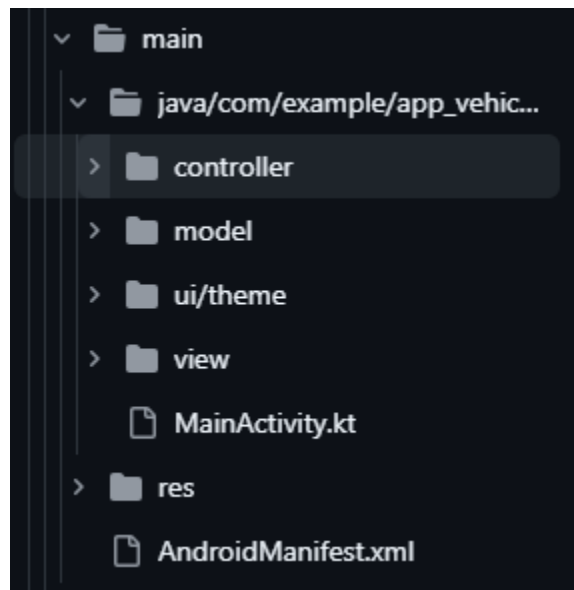 main
java/com/example/app_vehic...
controller
model
ui/theme
view
MainActivity.kt
res
AndroidManifest.xml